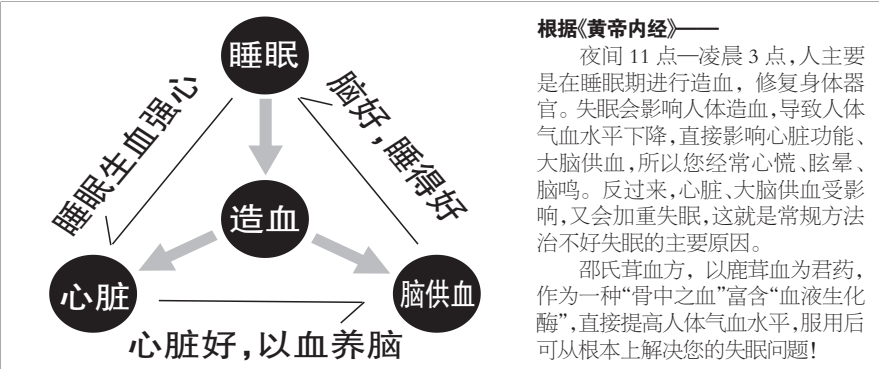 睡眠
睡眠生血强心
脑好，睡得好
造血
心脏
脑供血
心脏好，以血养脑
根据《黄帝内经》——
夜间 11 点—凌晨 3 点，人主要
是在睡眠期进行造血，修复身体器
官。失眠会影响人体造血，导致人体
气血水平下降，直接影响心脏功能、
大脑供血，所以您经常心慌、眩晕、
脑鸣。反过来，心脏、大脑供血受影
响，又会加重失眠，这就是常规方法
治不好失眠的主要原因。
邵氏茸血方，以鹿茸血为君药，
作为一种“骨中之血”富含“血液生化
酶”，直接提高人体气血水平，服用后
可从根本上解决您的失眠问题！